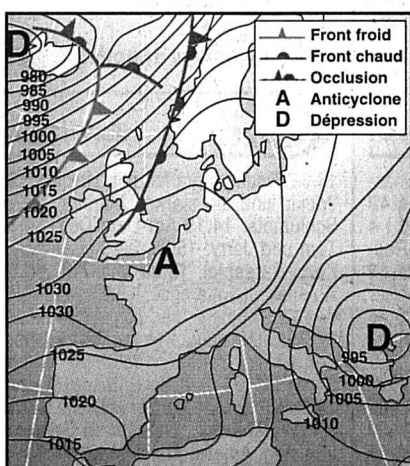 Front froid
Front chaud
Occlusion
A Anticyclone
D Dépression
D
980
985
990
995
1000
1005
1010
1015
1020
1025
A
1030
1030
1025
1020
1015
D
995
1000
1005
1010